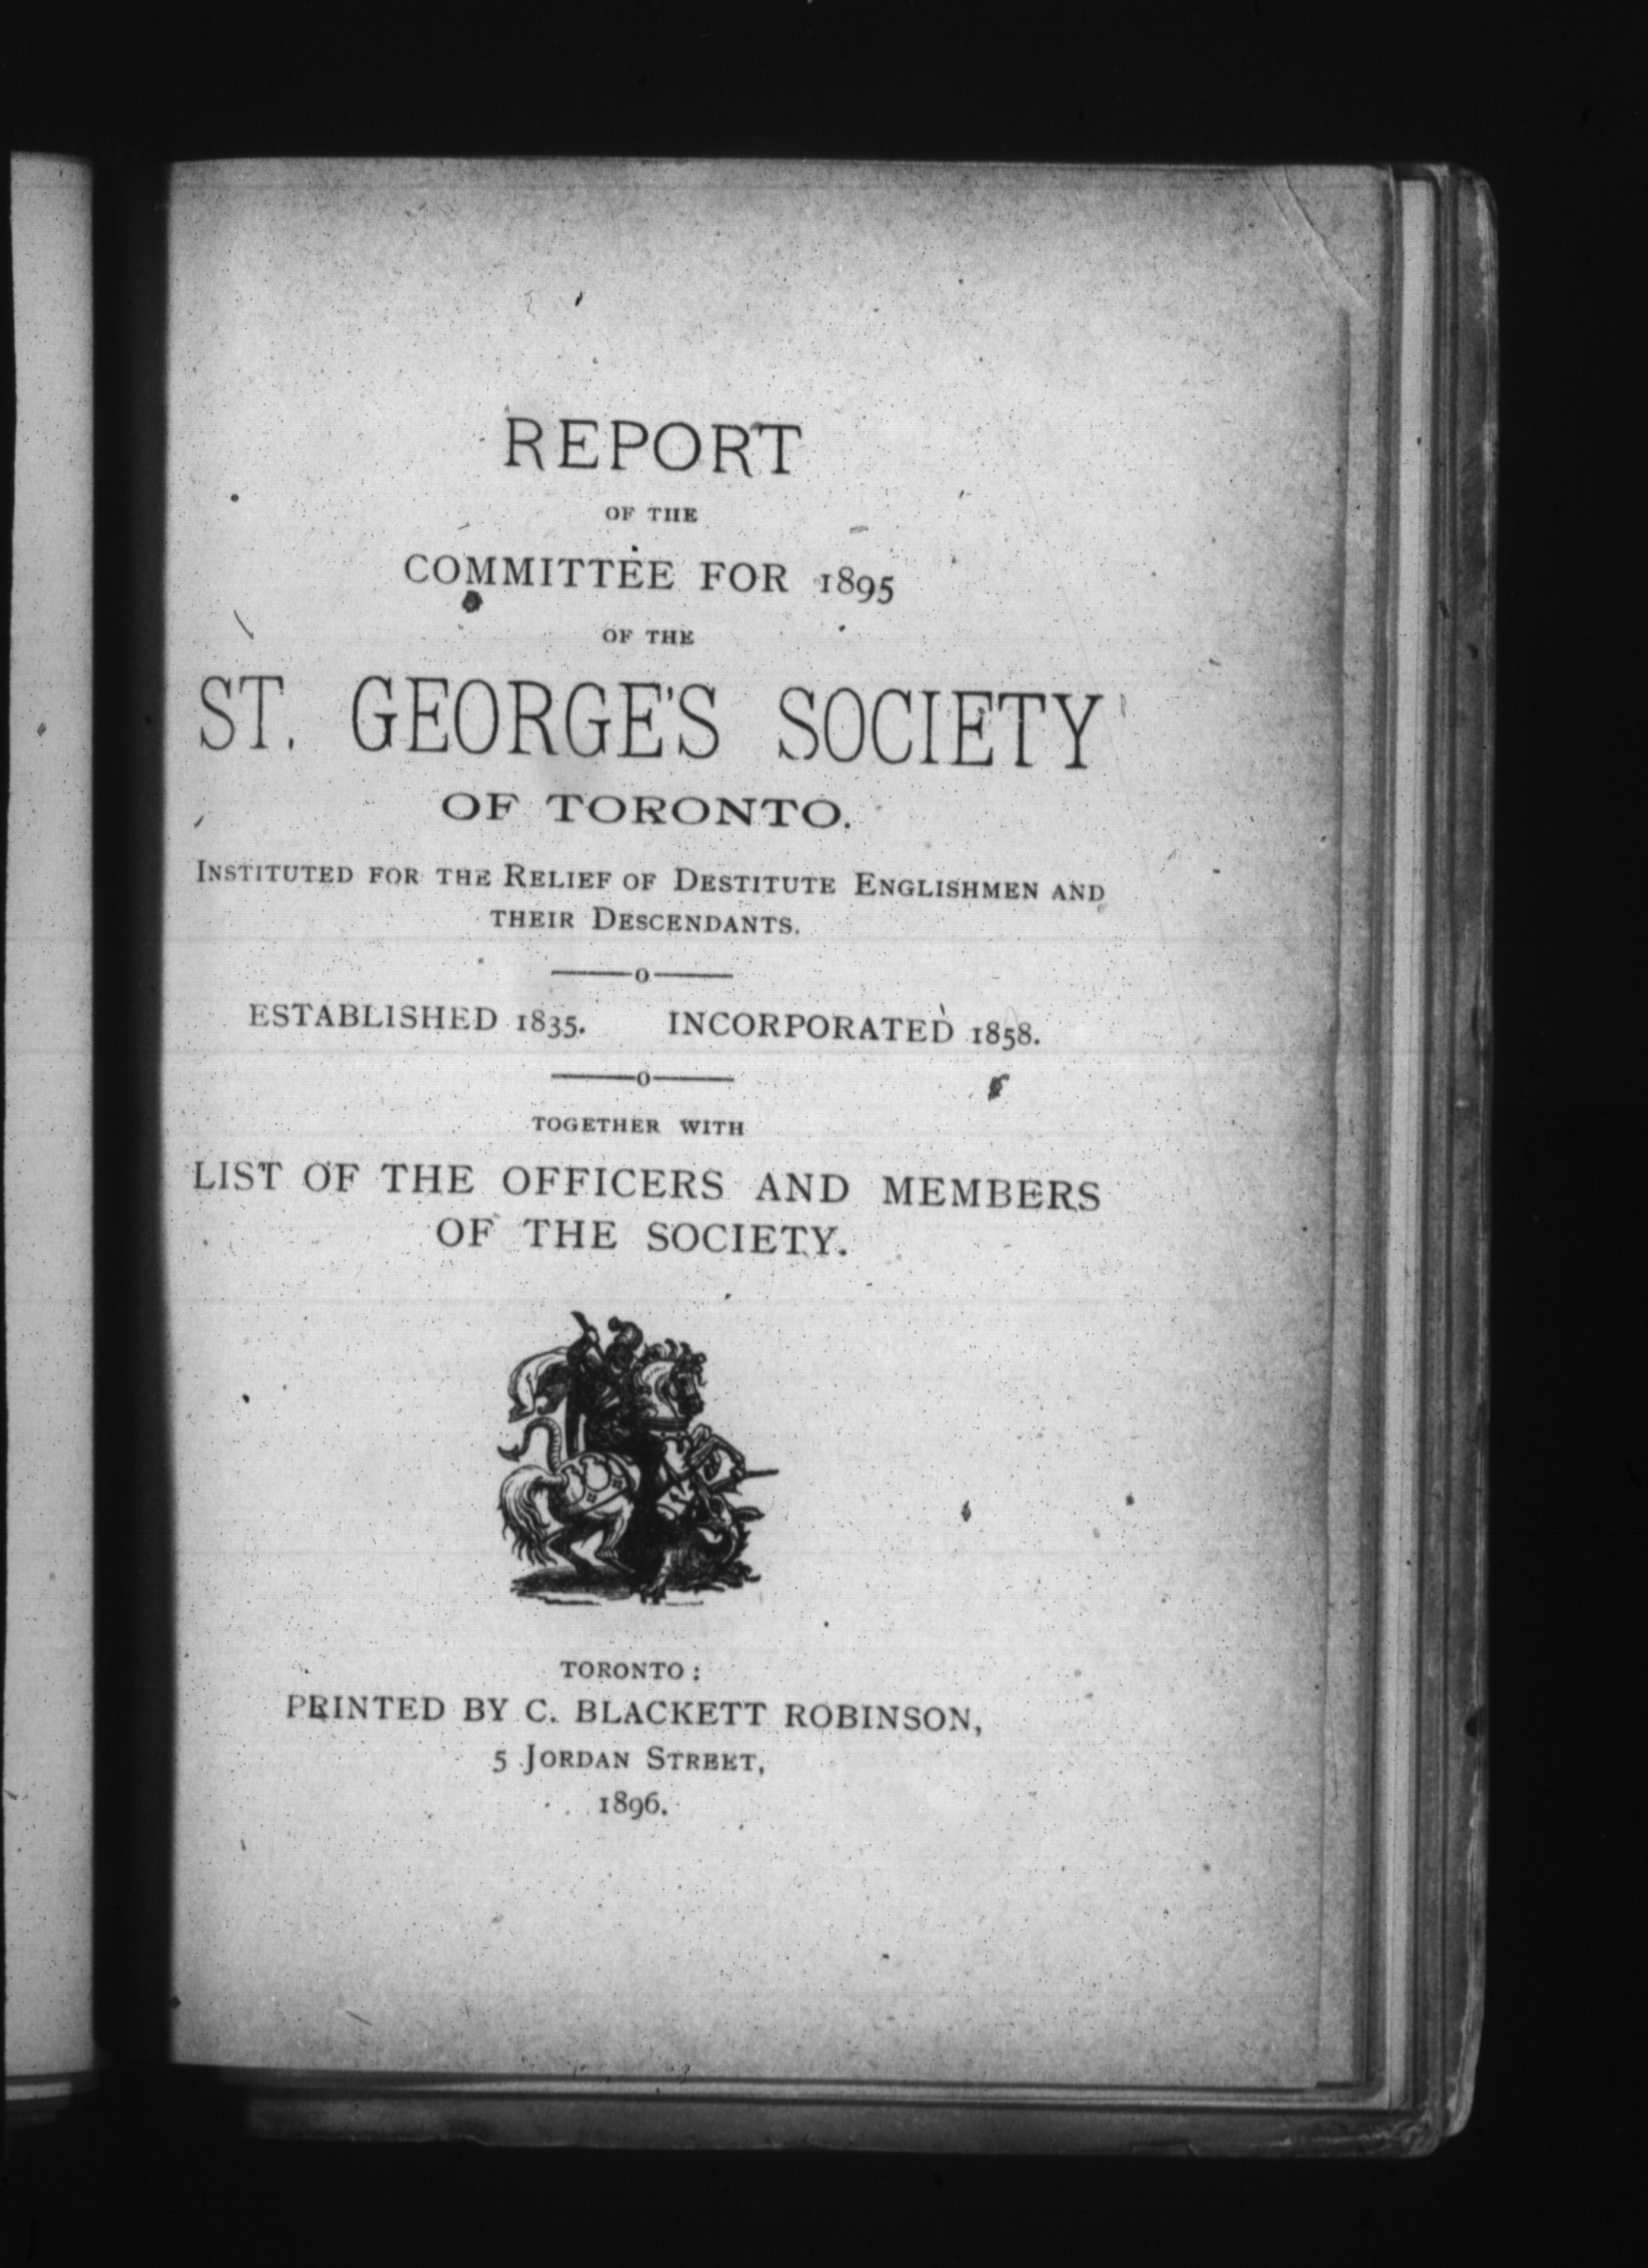 REPORT
OF THE
COMMITTEE FOR 1895
OF THE
ST. GEORGE'S SOCIETY
OF TORONTO.
INSTITUTED FOR THE RELIEF OF DESTITUTE ENGLISHMEN AND
THEIR DESCENDANTS.
——o——
ESTABLISHED 1835. INCORPORATED 1858.
——o——
TOGETHER WITH
LIST OF THE OFFICERS AND MEMBERS
OF THE SOCIETY.
TORONTO:
PRINTED BY C. BLACKETT ROBINSON,
5 JORDAN STREET,
1896.